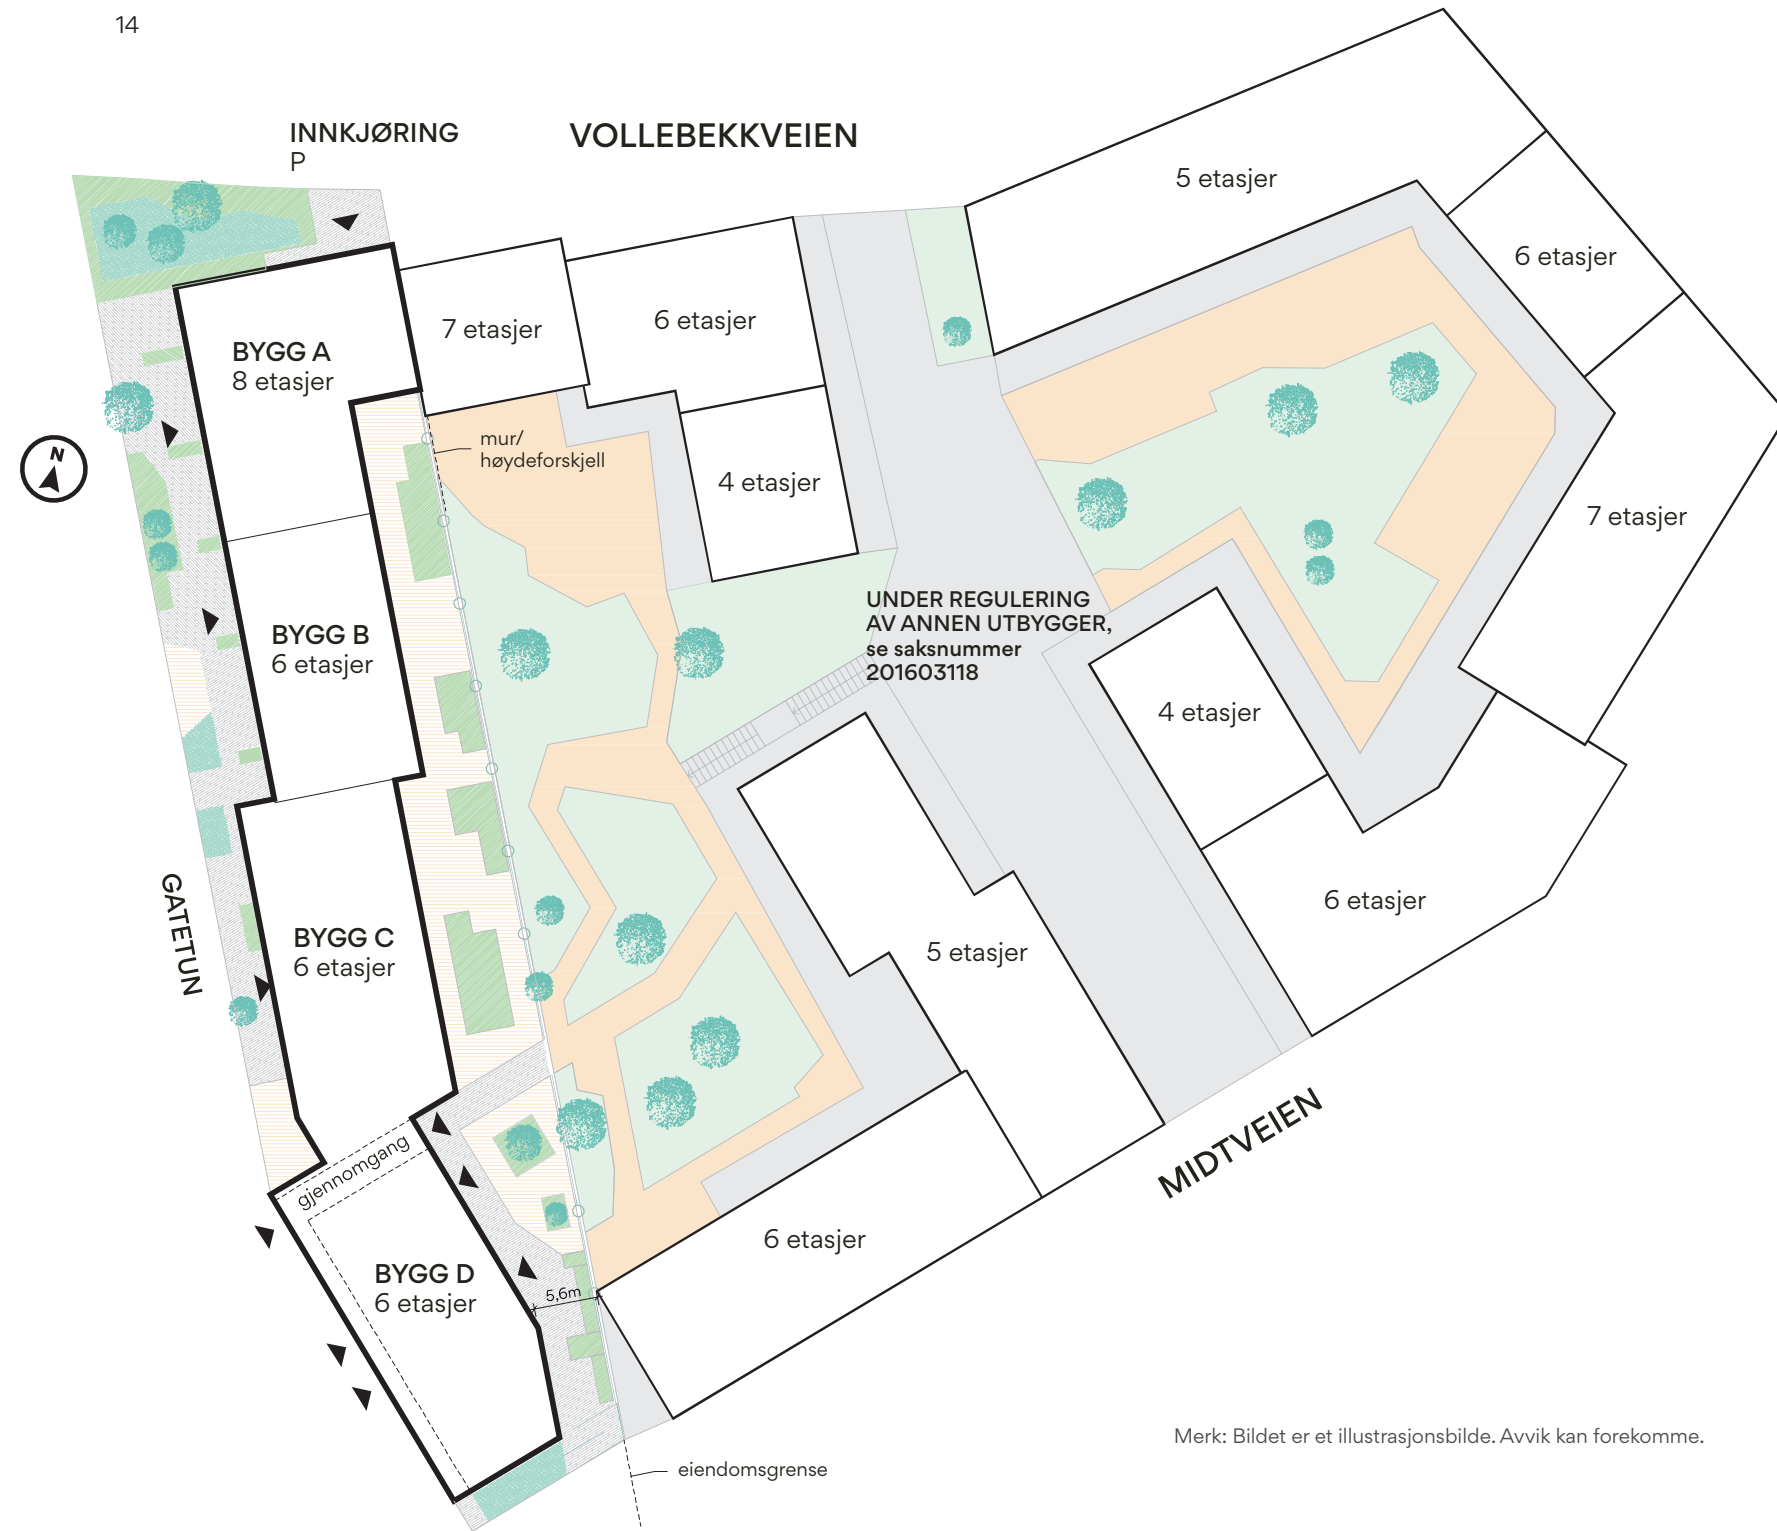 14
INNKJØRING
P
VOLLEBEKKVEIEN
5 etasjer
6 etasjer
7 etasjer
6 etasjer
BYGG A
8 etasjer
mur/
høydeforskjell
N
4 etasjer
7 etasjer
UNDER REGULERING
AV ANNEN UTBYGGER,
se saksnummer
201603118
BYGG B
6 etasjer
4 etasjer
GATETUN
BYGG C
6 etasjer
5 etasjer
6 etasjer
gjennomgang
MIDTVEIEN
6 etasjer
BYGG D
6 etasjer
5,6m
Merk: Bildet er et illustrasjonsbilde. Avvik kan forekomme.
eiendomsgrense